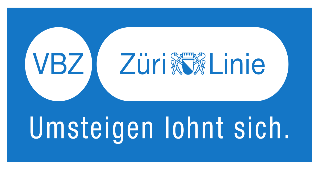 VBZ Züri Linie
Umsteigen lohnt sich.